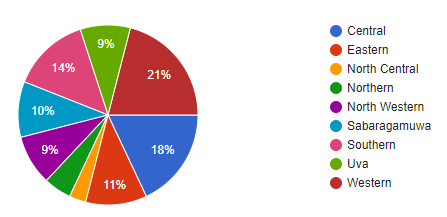 9%
21%
14%
10%
9%
18%
11%
Central
Eastern
North Central
Northern
North Western
Sabaragamuwa
Southern
Uva
Western